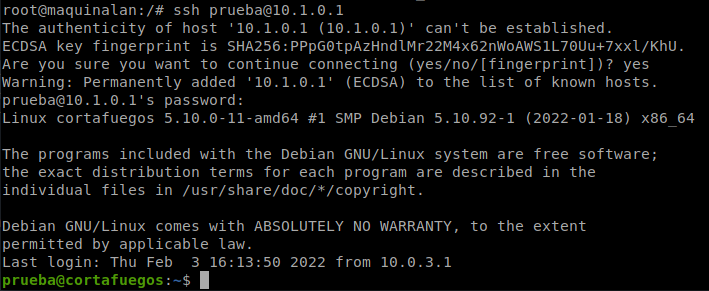 root@maquinalan:/# ssh prueba@10.1.0.1
The authenticity of host '10.1.0.1 (10.1.0.1)' can't be established.
ECDSA key fingerprint is SHA256:PPpG0tpAzHndlMr22M4x62nWoAWS1L70Uu+7xxl/KhU.
Are you sure you want to continue connecting (yes/no/[fingerprint])? yes
Warning: Permanently added '10.1.0.1' (ECDSA) to the list of known hosts.
prueba@10.1.0.1's password:
Linux cortafuegos 5.10.0-11-amd64 #1 SMP Debian 5.10.92-1 (2022-01-18) x86_64
The programs included with the Debian GNU/Linux system are free software;
the exact distribution terms for each program are described in the
individual files in /usr/share/doc/*/copyright.
Debian GNU/Linux comes with ABSOLUTELY NO WARRANTY, to the extent
permitted by applicable law.
Last login: Thu Feb  3 16:13:50 2022 from 10.0.3.1
prueba@cortafuegos:~$